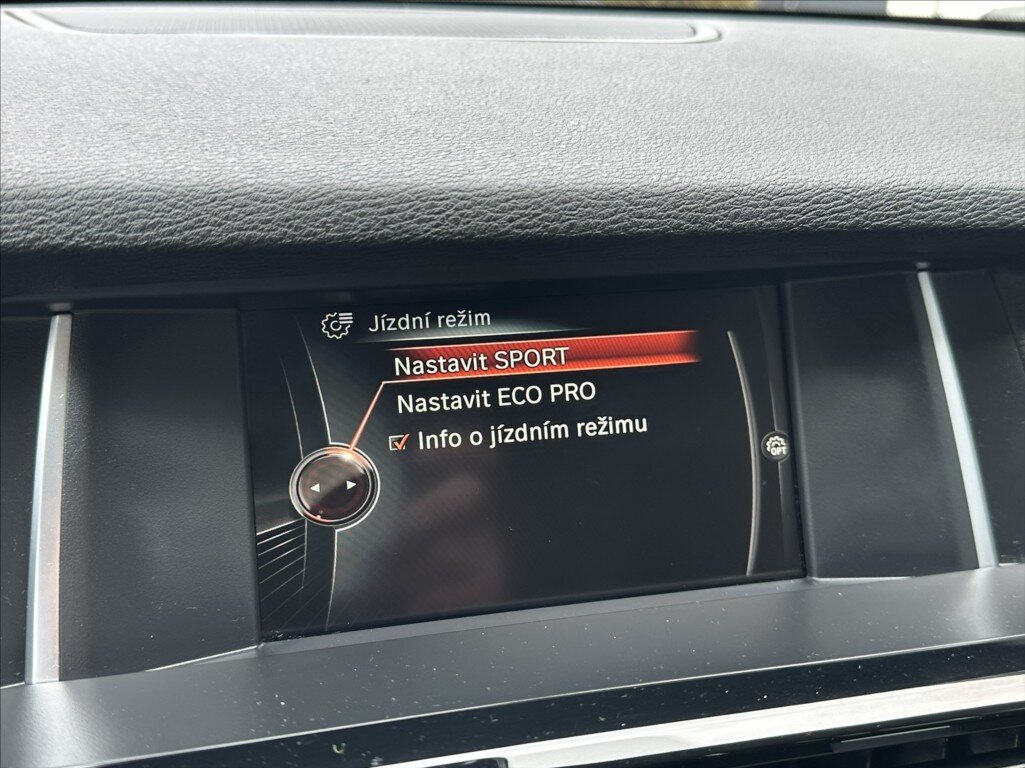 Jízdní režim
Nastavit SPORT
Nastavit ECO PRO
Info o jízdním režimu
OPT